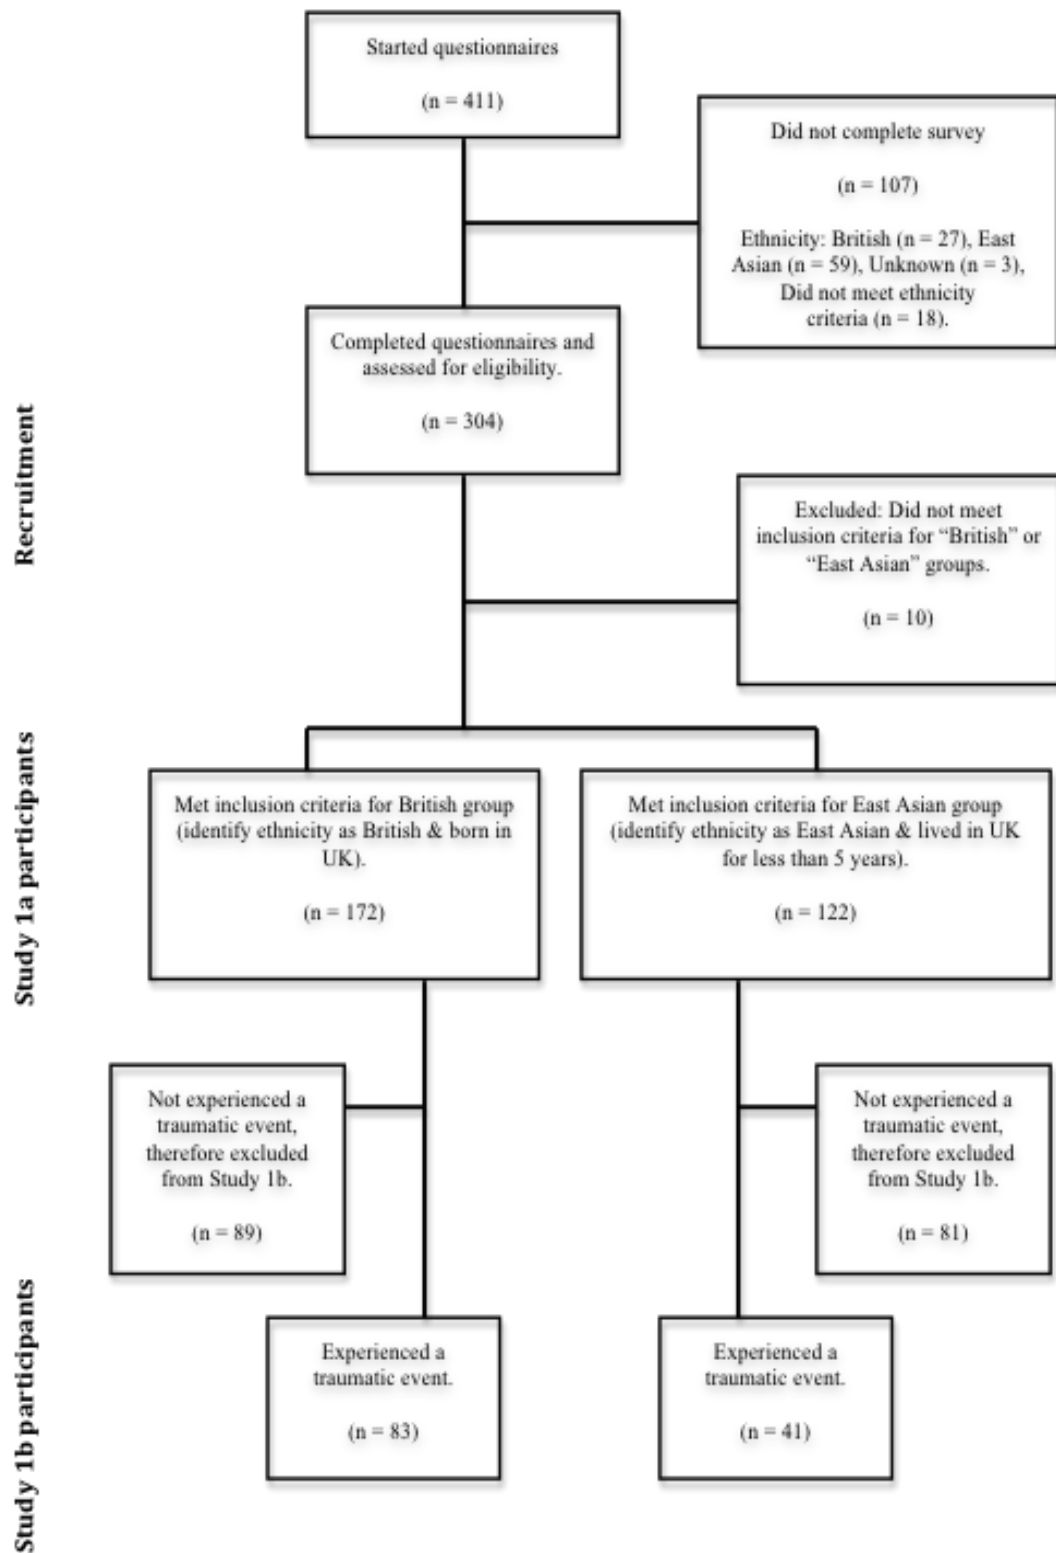 Started questionnaires
(n = 411)
Did not complete survey
(n = 107)
Ethnicity: British (n = 27), East
Asian (n = 59), Unknown (n = 3),
Did not meet ethnicity
criteria (n = 18).
Completed questionnaires and
assessed for eligibility.
(n = 304)
Recruitment
Excluded: Did not meet
inclusion criteria for “British” or
“East Asian” groups.
(n = 10)
Study 1a participants
Met inclusion criteria for British group
(identify ethnicity as British & born in
UK).
(n = 172)
Met inclusion criteria for East Asian group
(identify ethnicity as East Asian & lived in UK
for less than 5 years).
(n = 122)
Not experienced a
traumatic event,
therefore excluded
from Study 1b.
(n = 89)
Not experienced a
traumatic event,
therefore excluded
from Study 1b.
(n = 81)
Study 1b participants
Experienced a
traumatic event.
(n = 83)
Experienced a
traumatic event.
(n = 41)